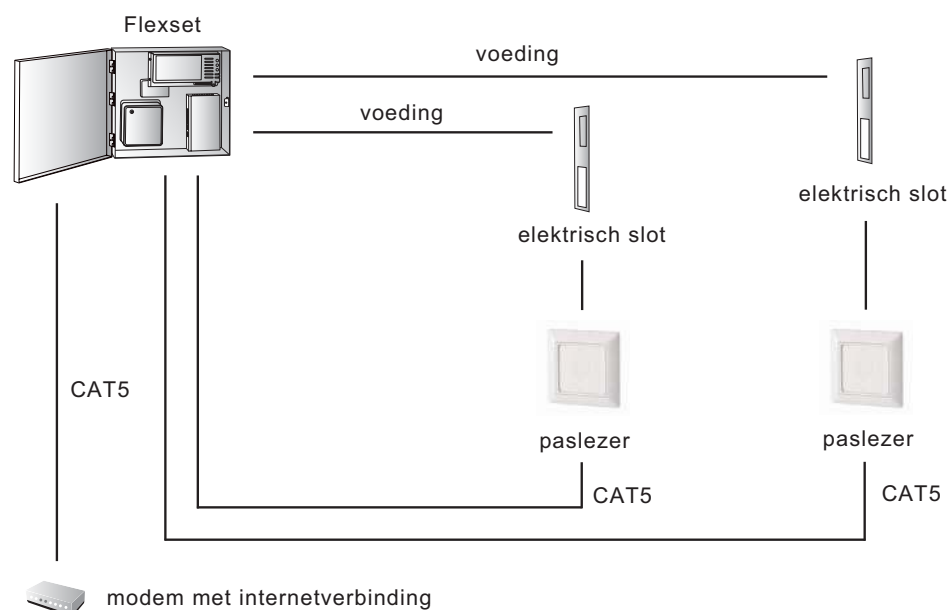 Flexset
voeding
voeding
elektrisch slot
elektrisch slot
CAT5
paslezer
paslezer
CAT5
CAT5
modem met internetverbinding